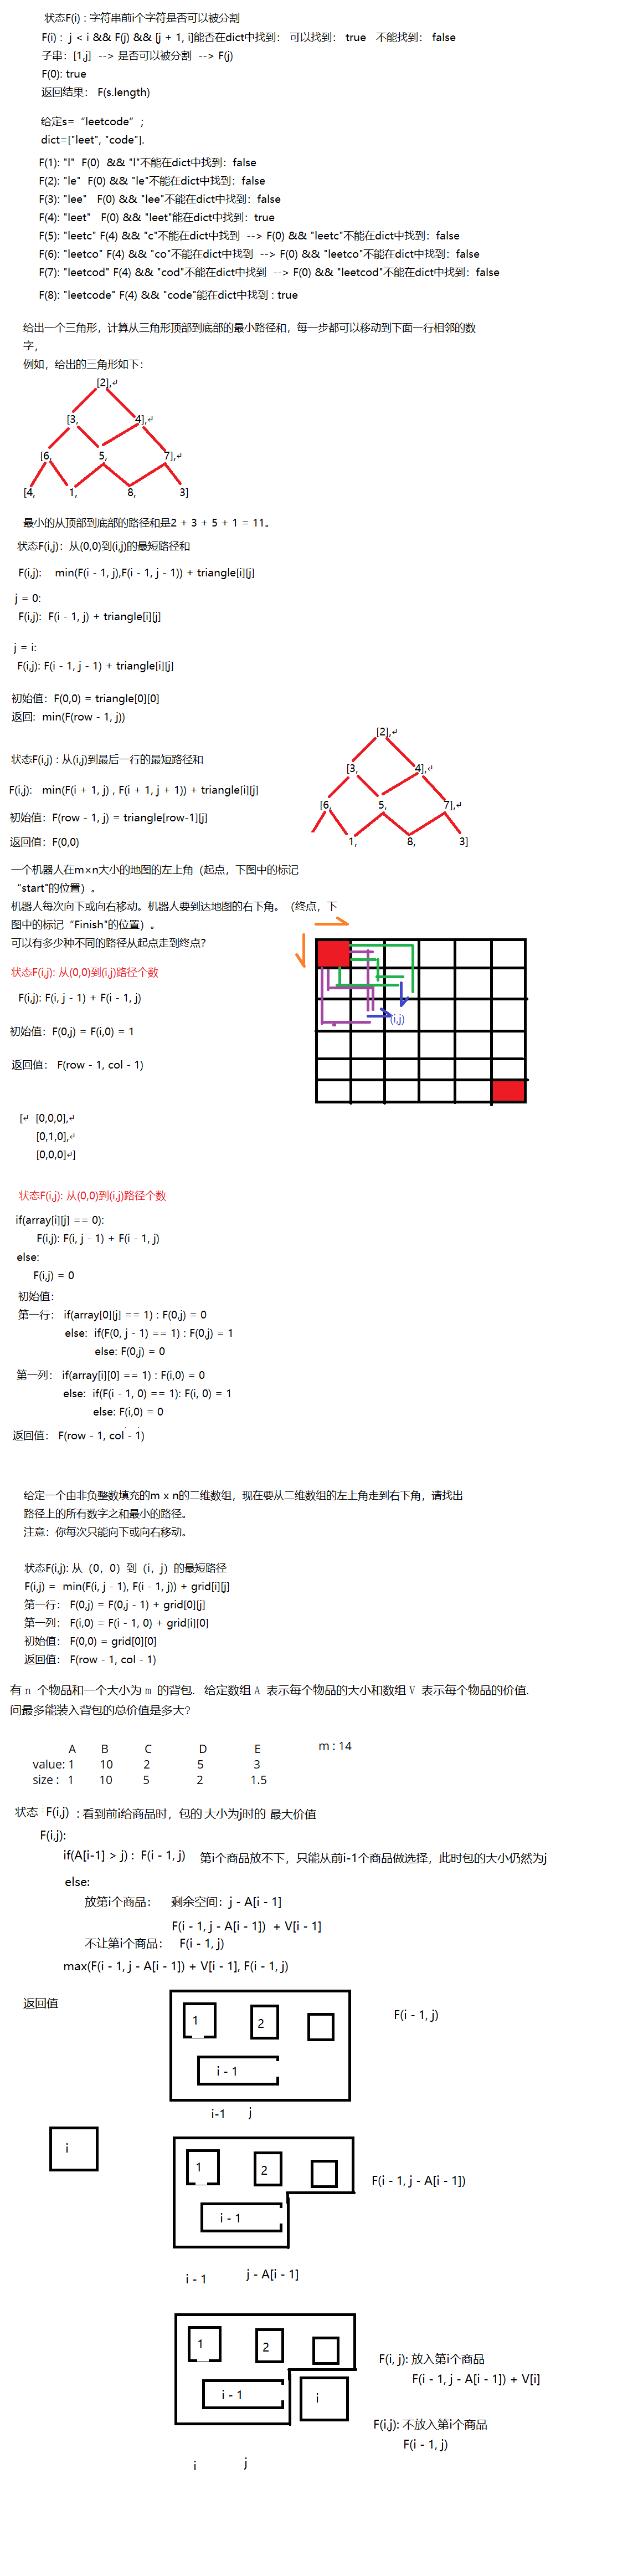 状态F(i) : 字符串前i个字符是否可以被分割
F(i) : j < i && F(j) && [j + 1, i]能否在dict中找到: 可以找到: true 不能找到: false
子串: [1,j] --> 是否可以被分割 --> F(j)
F(0): true
返回结果: F(s.length)
给定s=“leetcode”;
dict=["leet", "code"].
F(1): "l" F(0) && "l"不能在dict中找到: false
F(2): "le" F(0) && "le"不能在dict中找到: false
F(3): "lee" F(0) && "lee"不能在dict中找到: false
F(4): "leet" F(0) && "leet"能在dict中找到: true
F(5): "leetc" F(4) && "c"不能在dict中找到 --> F(0) && "leetc"不能在dict中找到: false
F(6): "leetco" F(4) && "co"不能在dict中找到 --> F(0) && "leetco"不能在dict中找到: false
F(7): "leetcod" F(4) && "cod"不能在dict中找到 --> F(0) && "leetcod"不能在dict中找到: false
F(8): "leetcode" F(4) && "code"能在dict中找到 : true
给出一个三角形, 计算从三角形顶部到底部的最小路径和, 每一步都可以移动到下面一行相邻的数
字,
例如, 给出的三角形如下:
[2],↵
[3, 4],↵
[6, 5, 7],↵
[4, 1, 8, 3]
最小的从顶部到底部的路径和是2 + 3 + 5 + 1 = 11。
状态F(i,j): 从(0,0)到(i,j)的最短路径和
F(i,j): min(F(i - 1, j),F(i - 1, j - 1)) + triangle[i][j]
j = 0:
F(i,j): F(i - 1, j) + triangle[i][j]
j = i:
F(i,j): F(i - 1, j - 1) + triangle[i][j]
初始值: F(0,0) = triangle[0][0]
返回: min(F(row - 1, j))
[2],↵
[3, 4],↵
[6, 5, 7],↵
1, 8, 3]
状态F(i,j) : 从(i,j)到最后一行的最短路径和
F(i,j): min(F(i + 1, j) , F(i + 1, j + 1)) + triangle[i][j]
初始值: F(row - 1, j) = triangle[row-1][j]
返回值: F(0,0)
一个机器人在m×n大小的地图的左上角（起点，下图中的标记
“start"的位置）。
机器人每次向下或向右移动。机器人要到达地图的右下角。（终点，下
图中的标记“Finish"的位置）。
可以有多少种不同的路径从起点走到终点?
状态F(i,j): 从(0,0)到(i,j)路径个数
F(i,j): F(i, j - 1) + F(i - 1, j)
(i,j)
初始值: F(0,j) = F(i,0) = 1
返回值: F(row - 1, col - 1)
[↵ [0,0,0],↵
[0,1,0],↵
[0,0,0]↵]
状态F(i,j): 从(0,0)到(i,j)路径个数
if(array[i][j] == 0):
F(i,j): F(i, j - 1) + F(i - 1, j)
else:
F(i,j) = 0
初始值:
第一行: if(array[0][j] == 1) : F(0,j) = 0
else: if(F(0, j - 1) == 1) : F(0,j) = 1
else: F(0,j) = 0
第一列: if(array[i][0] == 1) : F(i,0) = 0
else: if(F(i - 1, 0) == 1): F(i, 0) = 1
else: F(i,0) = 0
返回值: F(row - 1, col - 1)
给定一个由非负整数填充的m x n的二维数组，现在要从二维数组的左上角走到右下角，请找出
路径上的所有数字之和最小的路径。
注意：你每次只能向下或向右移动。
状态F(i,j): 从（0，0）到（i，j）的最短路径
F(i,j) = min(F(i, j - 1), F(i - 1, j)) + grid[i][j]
第一行: F(0,j) = F(0,j - 1) + grid[0][j]
第一列: F(i,0) = F(i - 1, 0) + grid[i][0]
初始值: F(0,0) = grid[0][0]
返回值: F(row - 1, col - 1)
有 n 个物品和一个大小为 m 的背包. 给定数组 A 表示每个物品的大小和数组 V 表示每个物品的价值.
问最多能装入背包的总价值是多大?
A B C D E m : 14
value: 1 10 2 5 3
size : 1 10 5 2 1.5
状态 F(i,j) : 看到前i给商品时, 包的大小为j时的 最大价值
F(i,j):
if(A[i-1] > j) : F(i - 1, j) 第i个商品放不下, 只能从前i-1个商品做选择, 此时包的大小仍然为j
else:
放第i个商品: 剩余空间: j - A[i - 1]
F(i - 1, j - A[i - 1]) + V[i - 1]
不让第i个商品: F(i - 1, j)
max(F(i - 1, j - A[i - 1]) + V[i - 1], F(i - 1, j)
返回值
1 2 F(i - 1, j)
i - 1
i-1 j
i
1 2 F(i - 1, j - A[i - 1])
i - 1
i - 1 j - A[i - 1]
1 2 F(i, j): 放入第i个商品
F(i - 1, j - A[i - 1]) + V[i]
i - 1 i
F(i,j): 不放入第i个商品
F(i - 1, j)
i j